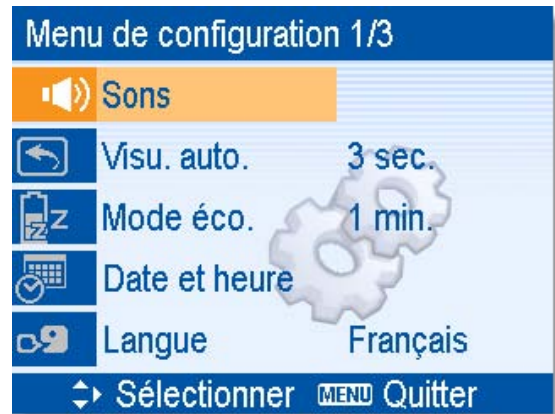 Menu de configuration 1/3
Sons
Visu. auto. 3 sec.
Mode éco. 1 min.
Date et heure
Langue Français
Sélectionner MENU Quitter